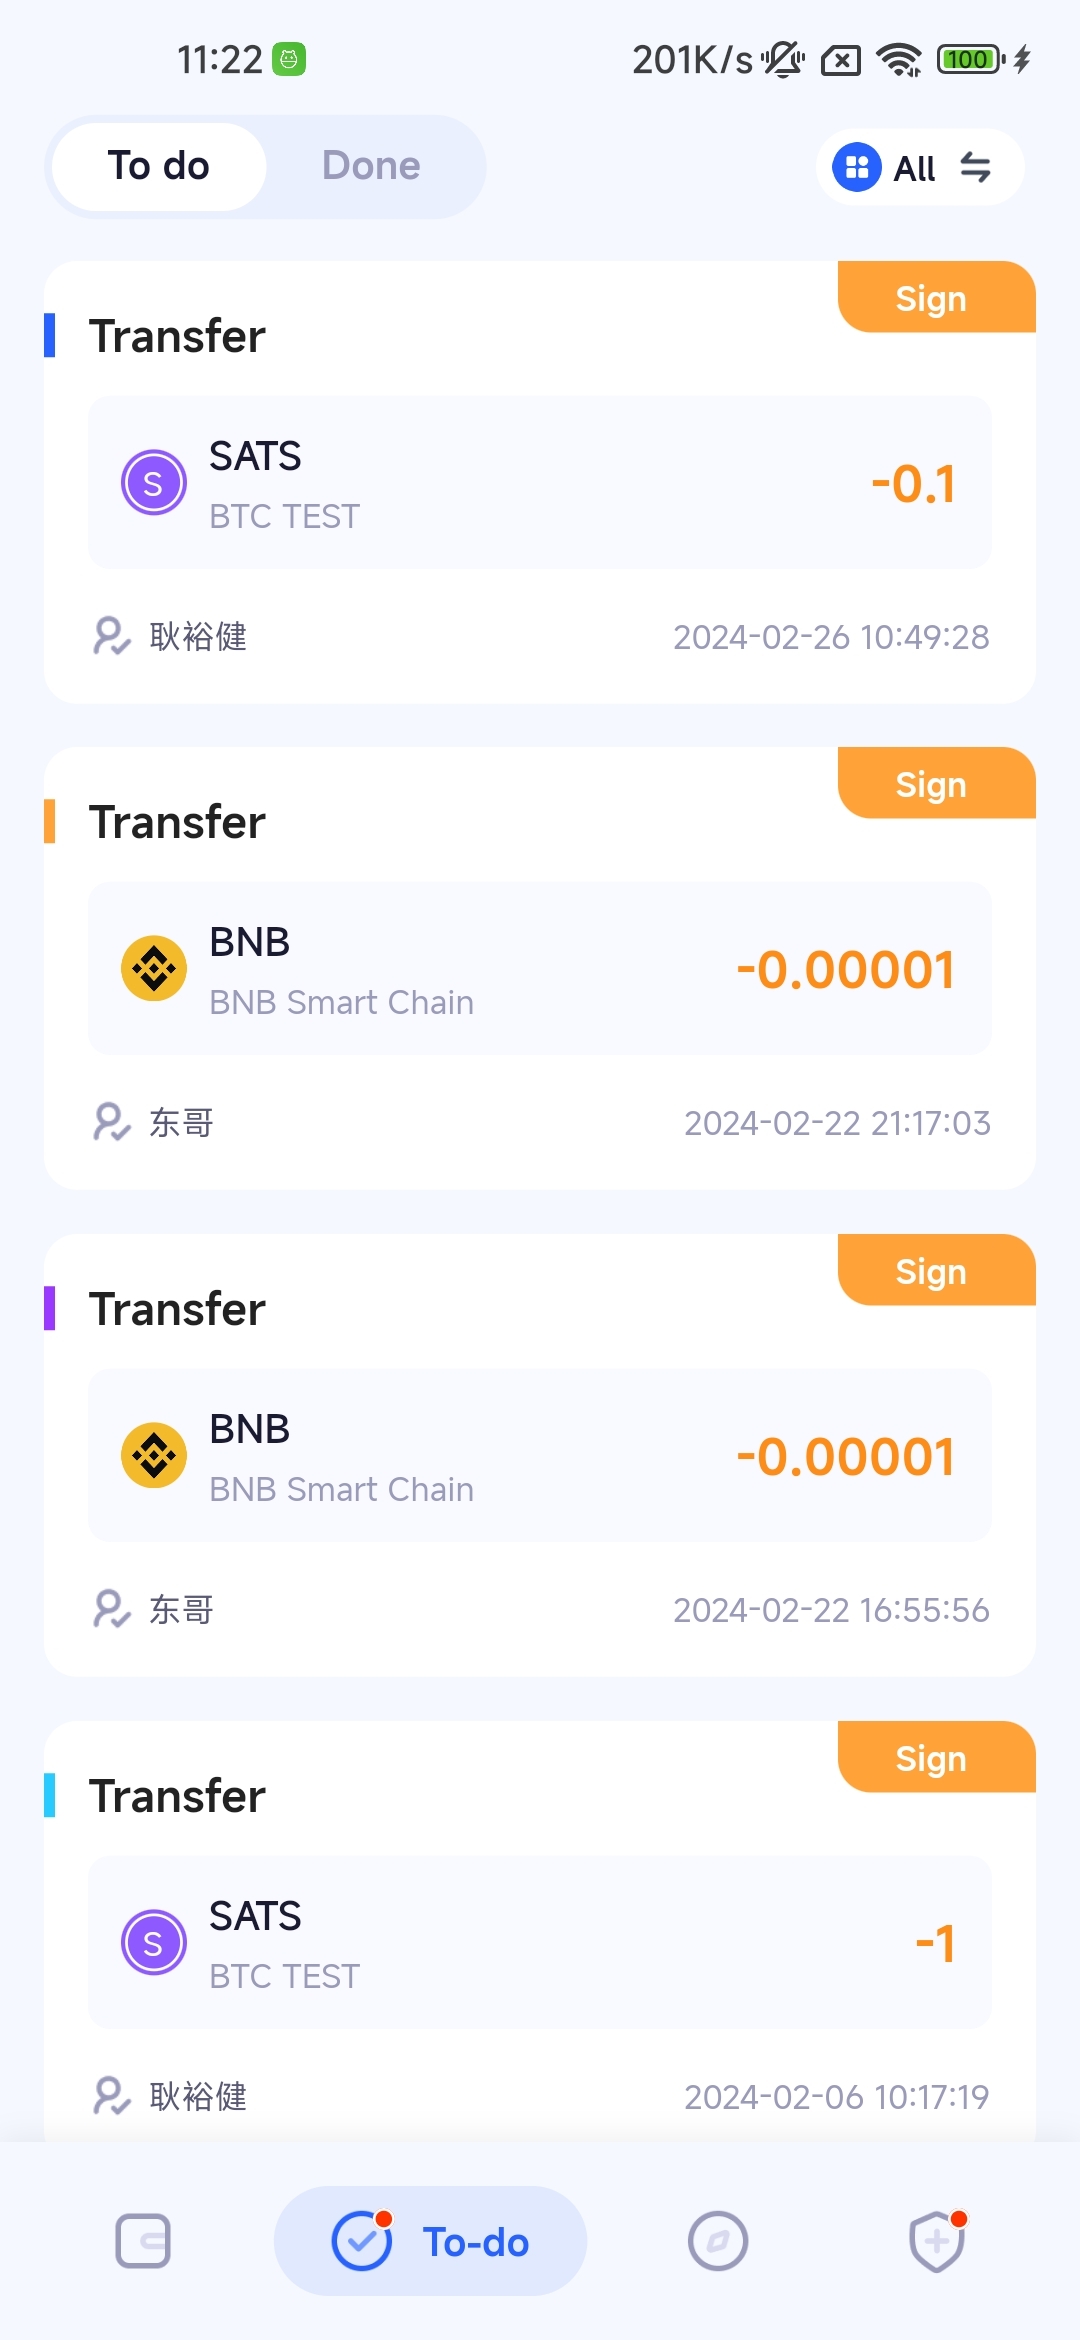 11:22 201K/s 100
To do Done All
Sign
Transfer
S SATS
BTC TEST
-0.1
耿裕健 2024-02-26 10:49:28
Sign
Transfer
BNB
BNB Smart Chain
-0.00001
东哥 2024-02-22 21:17:03
Sign
Transfer
BNB
BNB Smart Chain
-0.00001
东哥 2024-02-22 16:55:56
Sign
Transfer
S SATS
BTC TEST
-1
耿裕健 2024-02-06 10:17:19
To-do